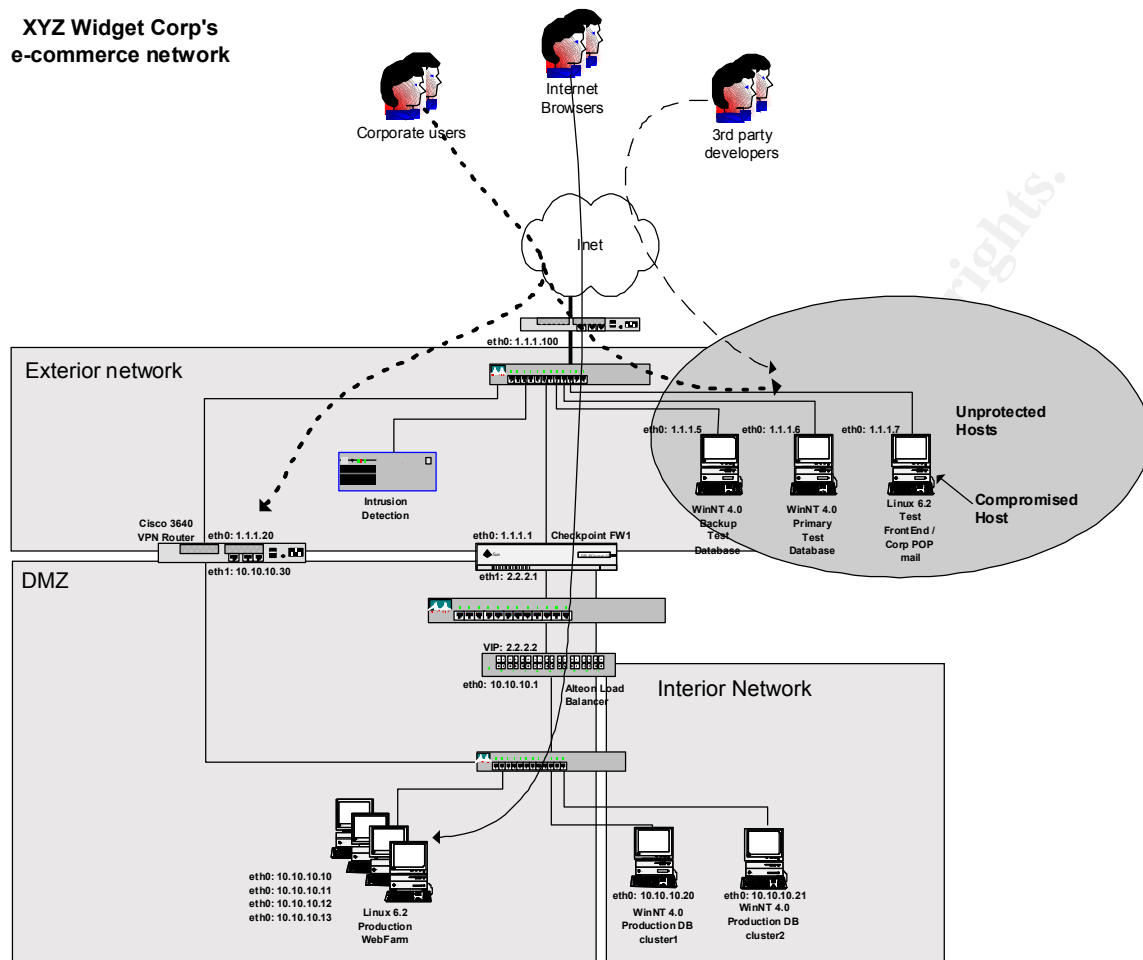 XYZ Widget Corp's
e-commerce network
Corporate users
Internet
Browsers
3rd party
developers
rights.
Inet
eth0: 1.1.1.100
Exterior network
Unprotected
Hosts
eth0: 1.1.1.5
eth0: 1.1.1.6
eth0: 1.1.1.7
Compromised
Host
WinNT 4.0
Backup
Test
Database
WinNT 4.0
Primary
Test
Database
Linux 6.2
Test
FrontEnd /
Corp POP
mail
Intrusion
Detection
Cisco 3640
VPN Router
eth0: 1.1.1.20
eth1: 10.10.10.30
eth0: 1.1.1.1
Checkpoint FW1
eth1: 2.2.2.1
DMZ
VIP: 2.2.2.2
eth0: 10.10.10.1
Alteon Load
Balancer
Interior Network
eth0: 10.10.10.10
eth0: 10.10.10.11
eth0: 10.10.10.12
eth0: 10.10.10.13
Linux 6.2
Production
WebFarm
eth0: 10.10.10.20
WinNT 4.0
Production DB
cluster1
eth0: 10.10.10.21
WinNT 4.0
Production DB
cluster2